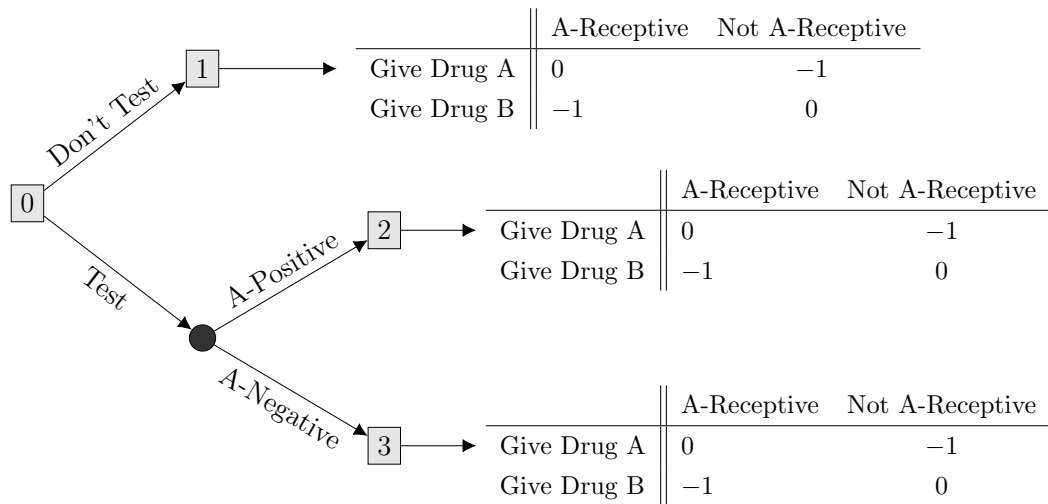 A-Receptive Not A-Receptive
1 Give Drug A 0 −1
Give Drug B −1 0
Don't Test
0
A-Receptive Not A-Receptive
2 Give Drug A 0 −1
Give Drug B −1 0
A-Positive
Test
A-Negative
A-Receptive Not A-Receptive
3 Give Drug A 0 −1
Give Drug B −1 0